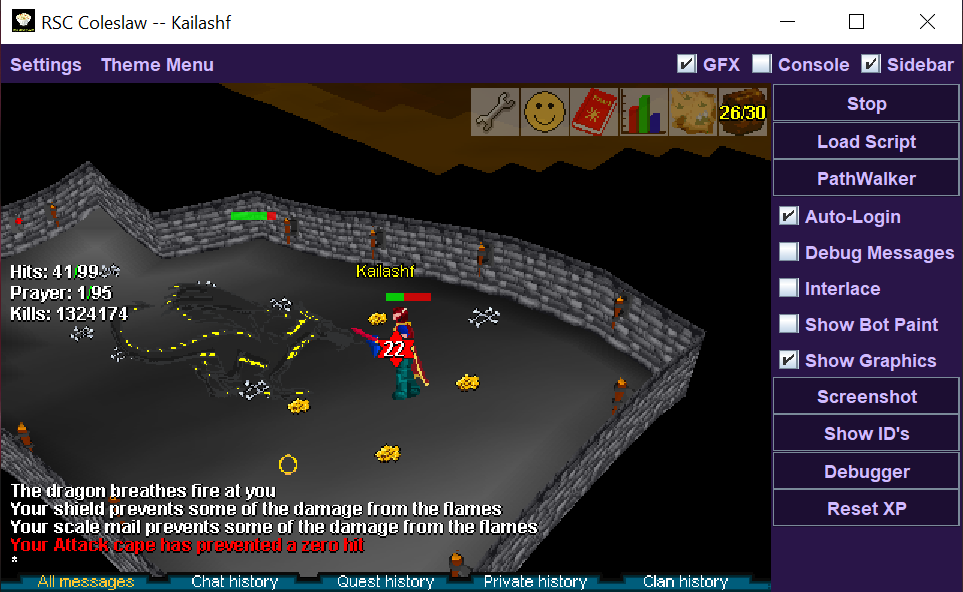 RSC Coleslaw -- Kailashf
Settings Theme Menu GFX Console Sidebar
26/30
Stop
Load Script
PathWalker
Auto-Login
Debug Messages
Interlace
Show Bot Paint
Show Graphics
Screenshot
Show ID's
Debugger
Reset XP
Kailashf
Hits: 41/99
Prayer: 1/95
Kills: 1324174
22
The dragon breathes fire at you
Your shield prevents some of the damage from the flames
Your scale mail prevents some of the damage from the flames
Your Attack cape has prevented a zero hit
*
All messages Chat history Quest history Private history Clan history